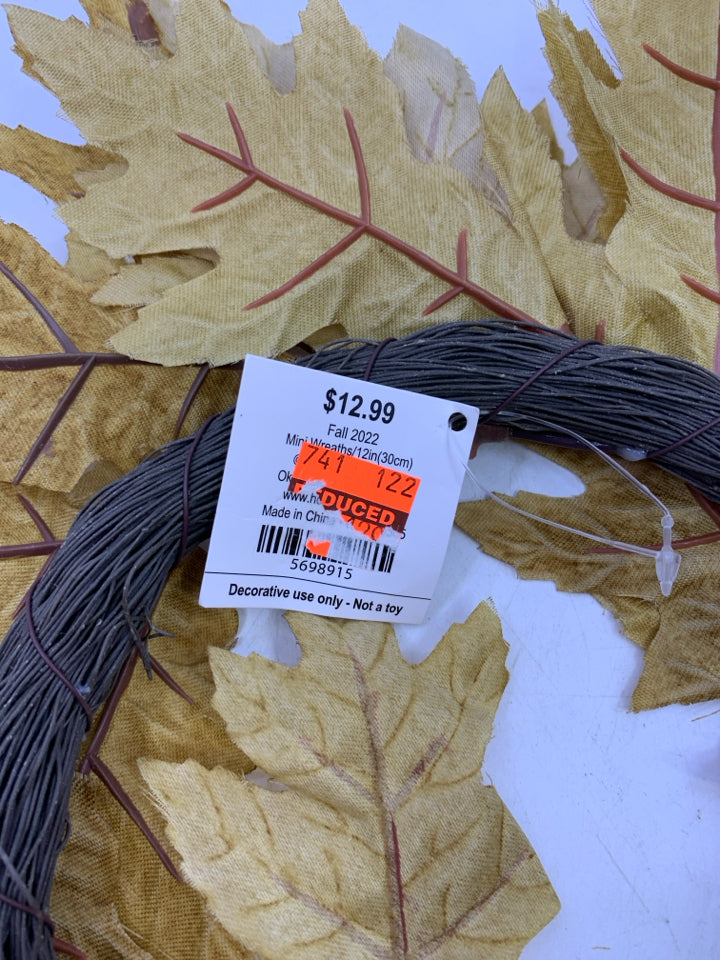 $12.99
Fall 2022
Mini Wreaths/12in(30cm)
741 122
www.
DUCED
Made in China
5698915
Decorative use only - Not a toy